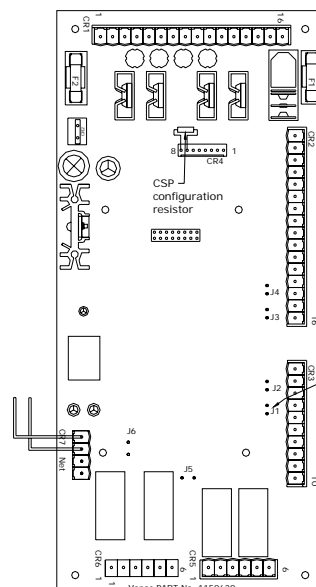 CR1
1
16
F2
F1
CR2
8
1
CR4
CSP
configuration
resistor
J4
J3
16
CR3
J2
J1
J6
CR7
Net
J5
10
CR6
1
6
CR5
1
6